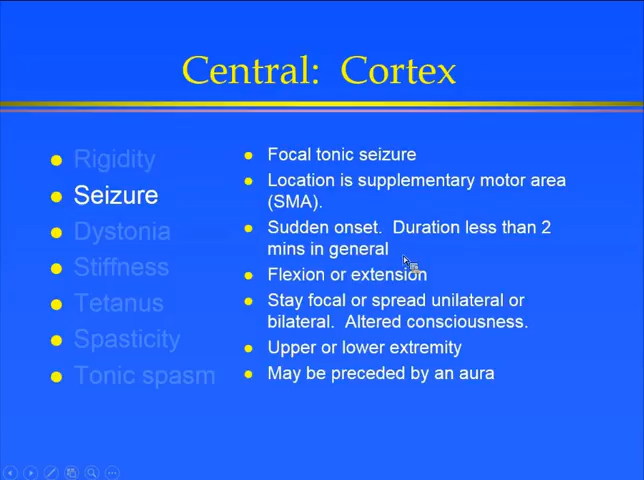 Central: Cortex
Rigidity
Seizure
Dystonia
Stiffness
Tetanus
Spasticity
Tonic spasm
Focal tonic seizure
Location is supplementary motor area
(SMA).
Sudden onset. Duration less than 2
mins in general
Flexion or extension
Stay focal or spread unilateral or
bilateral. Altered consciousness.
Upper or lower extremity
May be preceded by an aura